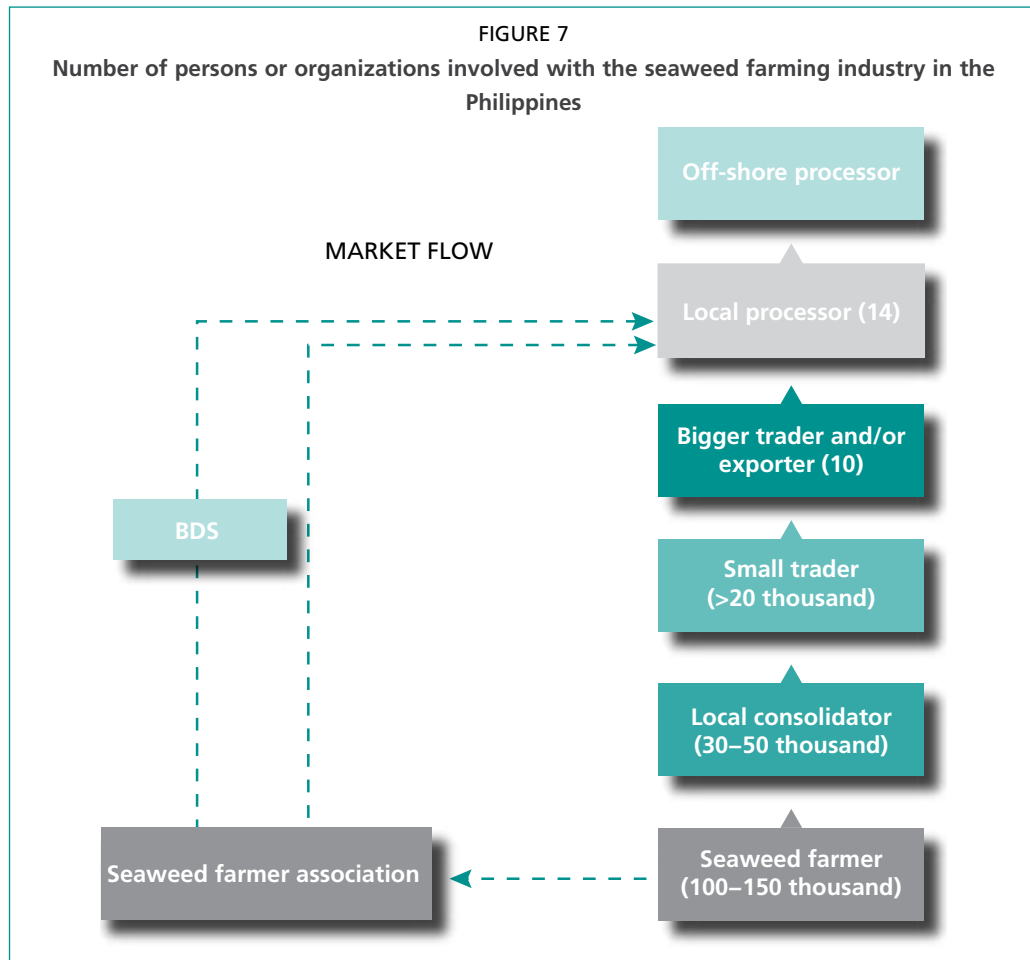 FIGURE 7
Number of persons or organizations involved with the seaweed farming industry in the
Philippines
Off-shore processor
MARKET FLOW
Local processor (14)
Bigger trader and/or
exporter (10)
BDS
Small trader
(>20 thousand)
Local consolidator
(30–50 thousand)
Seaweed farmer association
Seaweed farmer
(100–150 thousand)